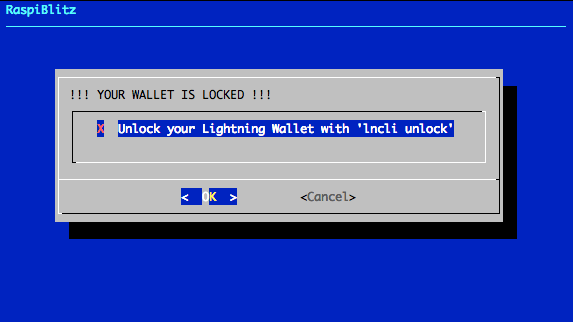 RaspiBlitz
!!! YOUR WALLET IS LOCKED !!!
X Unlock your Lightning Wallet with 'lncli unlock'
< OK > <Cancel>